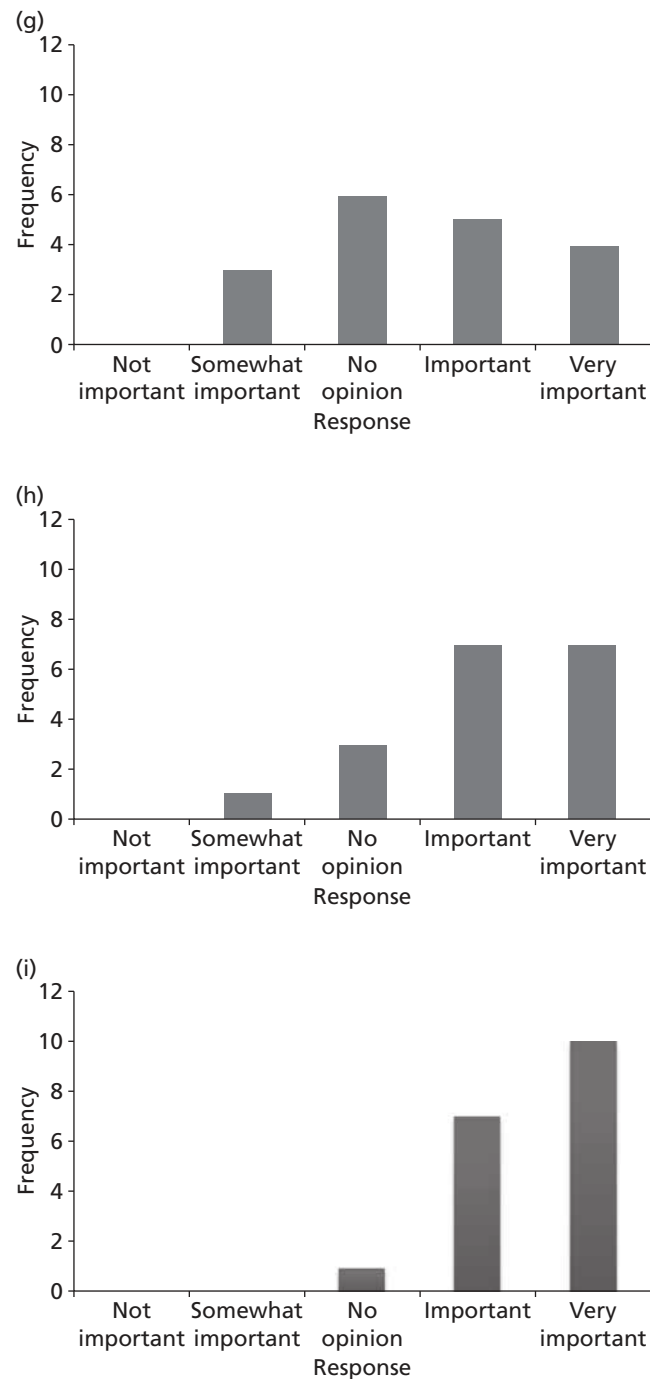 (g)
12
10
8
6
4
2
0
Frequency
Not Somewhat No Important Very
important important opinion important
Response
(h)
12
10
8
6
4
2
0
Frequency
Not Somewhat No Important Very
important important opinion important
Response
(i)
12
10
8
6
4
2
0
Frequency
Not Somewhat No Important Very
important important opinion important
Response